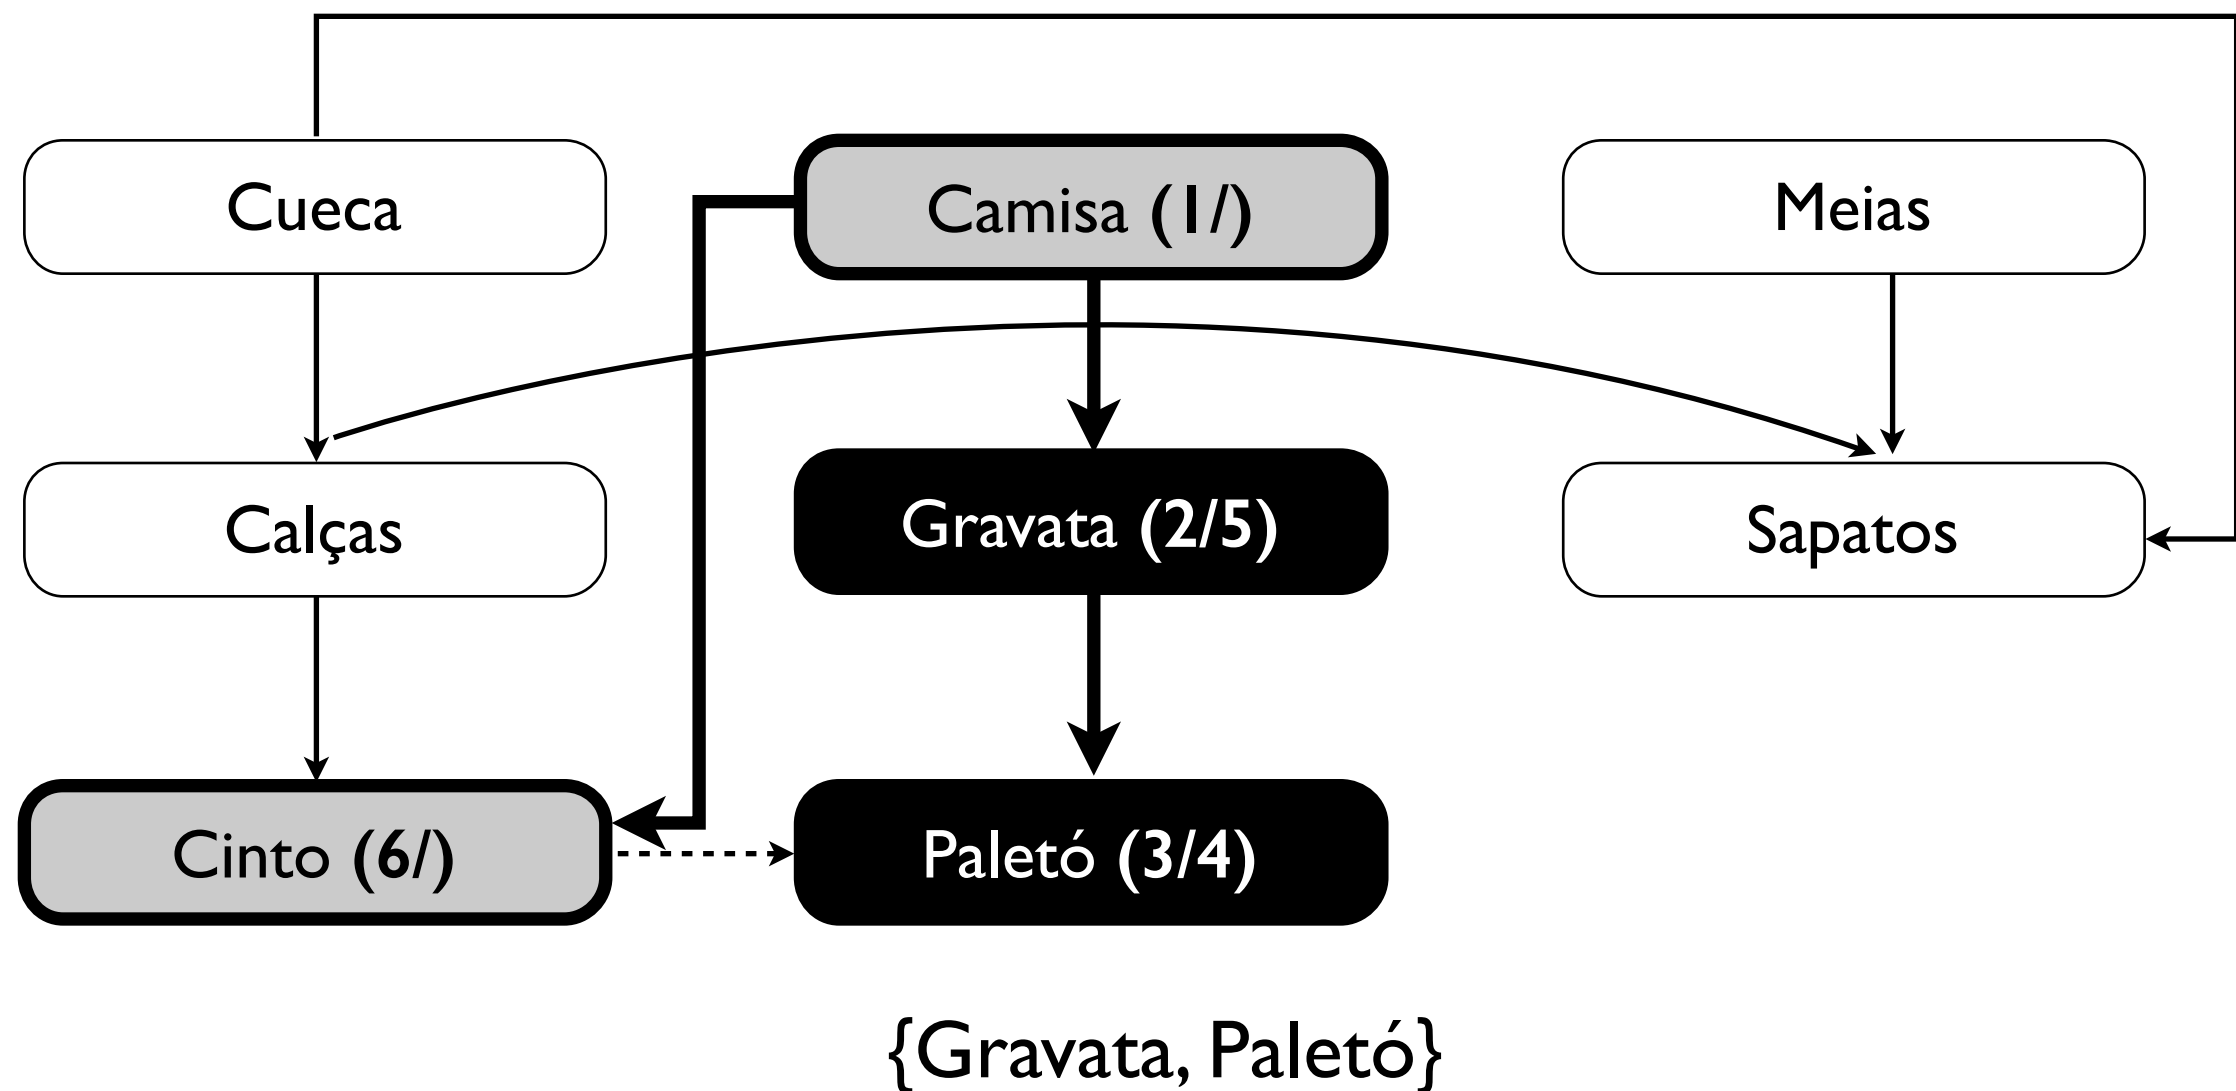 Cueca
Camisa (1/)
Meias
Calças
Gravata (2/5)
Sapatos
Cinto (6/)
Paletó (3/4)
{Gravata, Paletó}